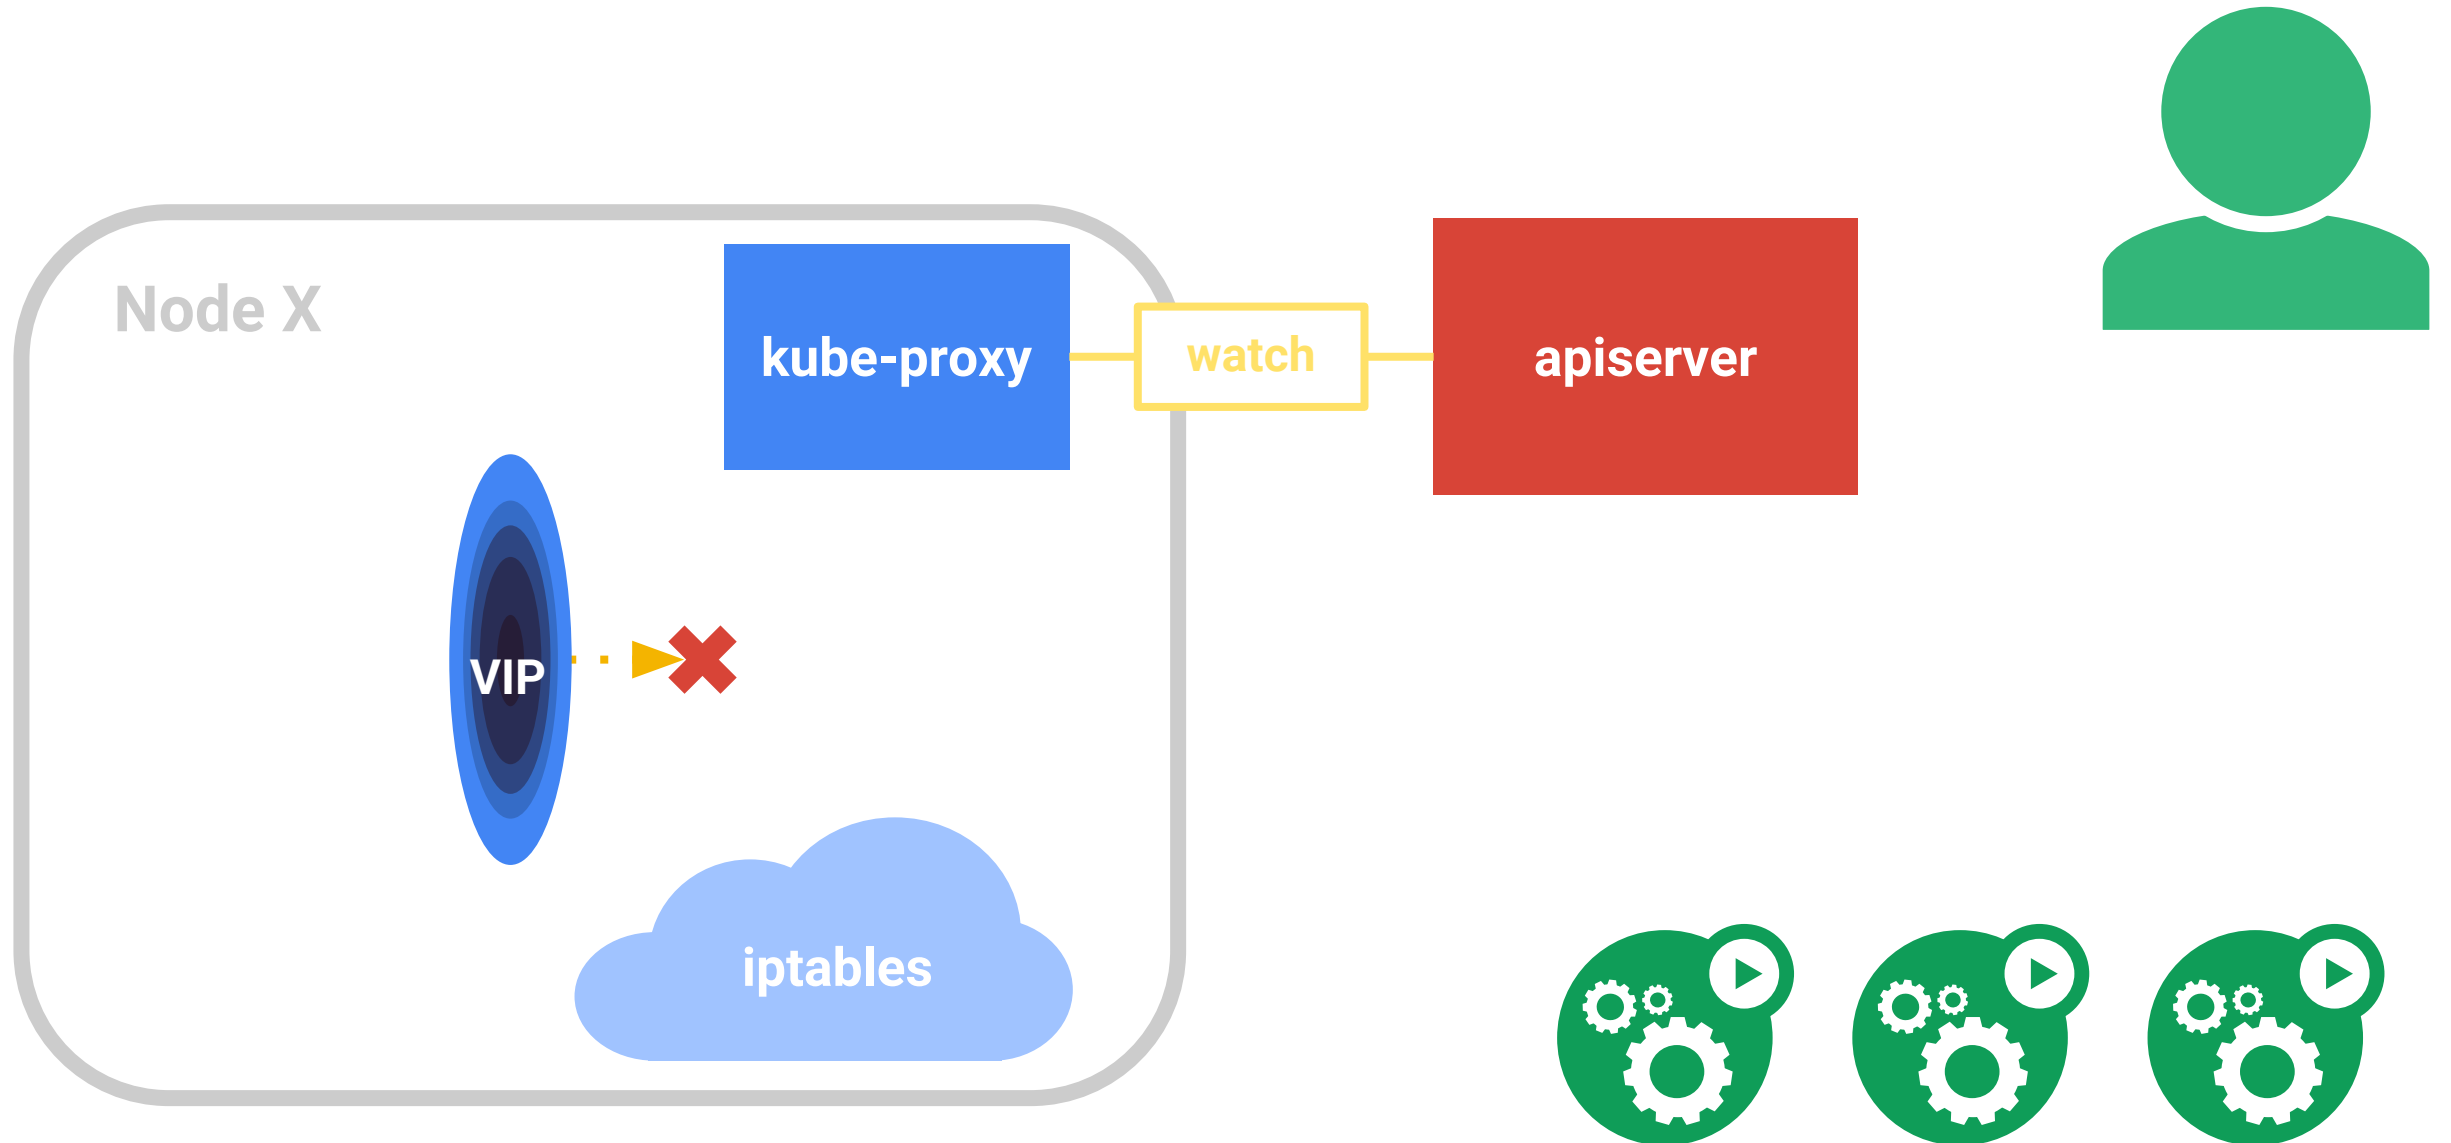 Node X
kube-proxy
watch
apiserver
VIP
iptables